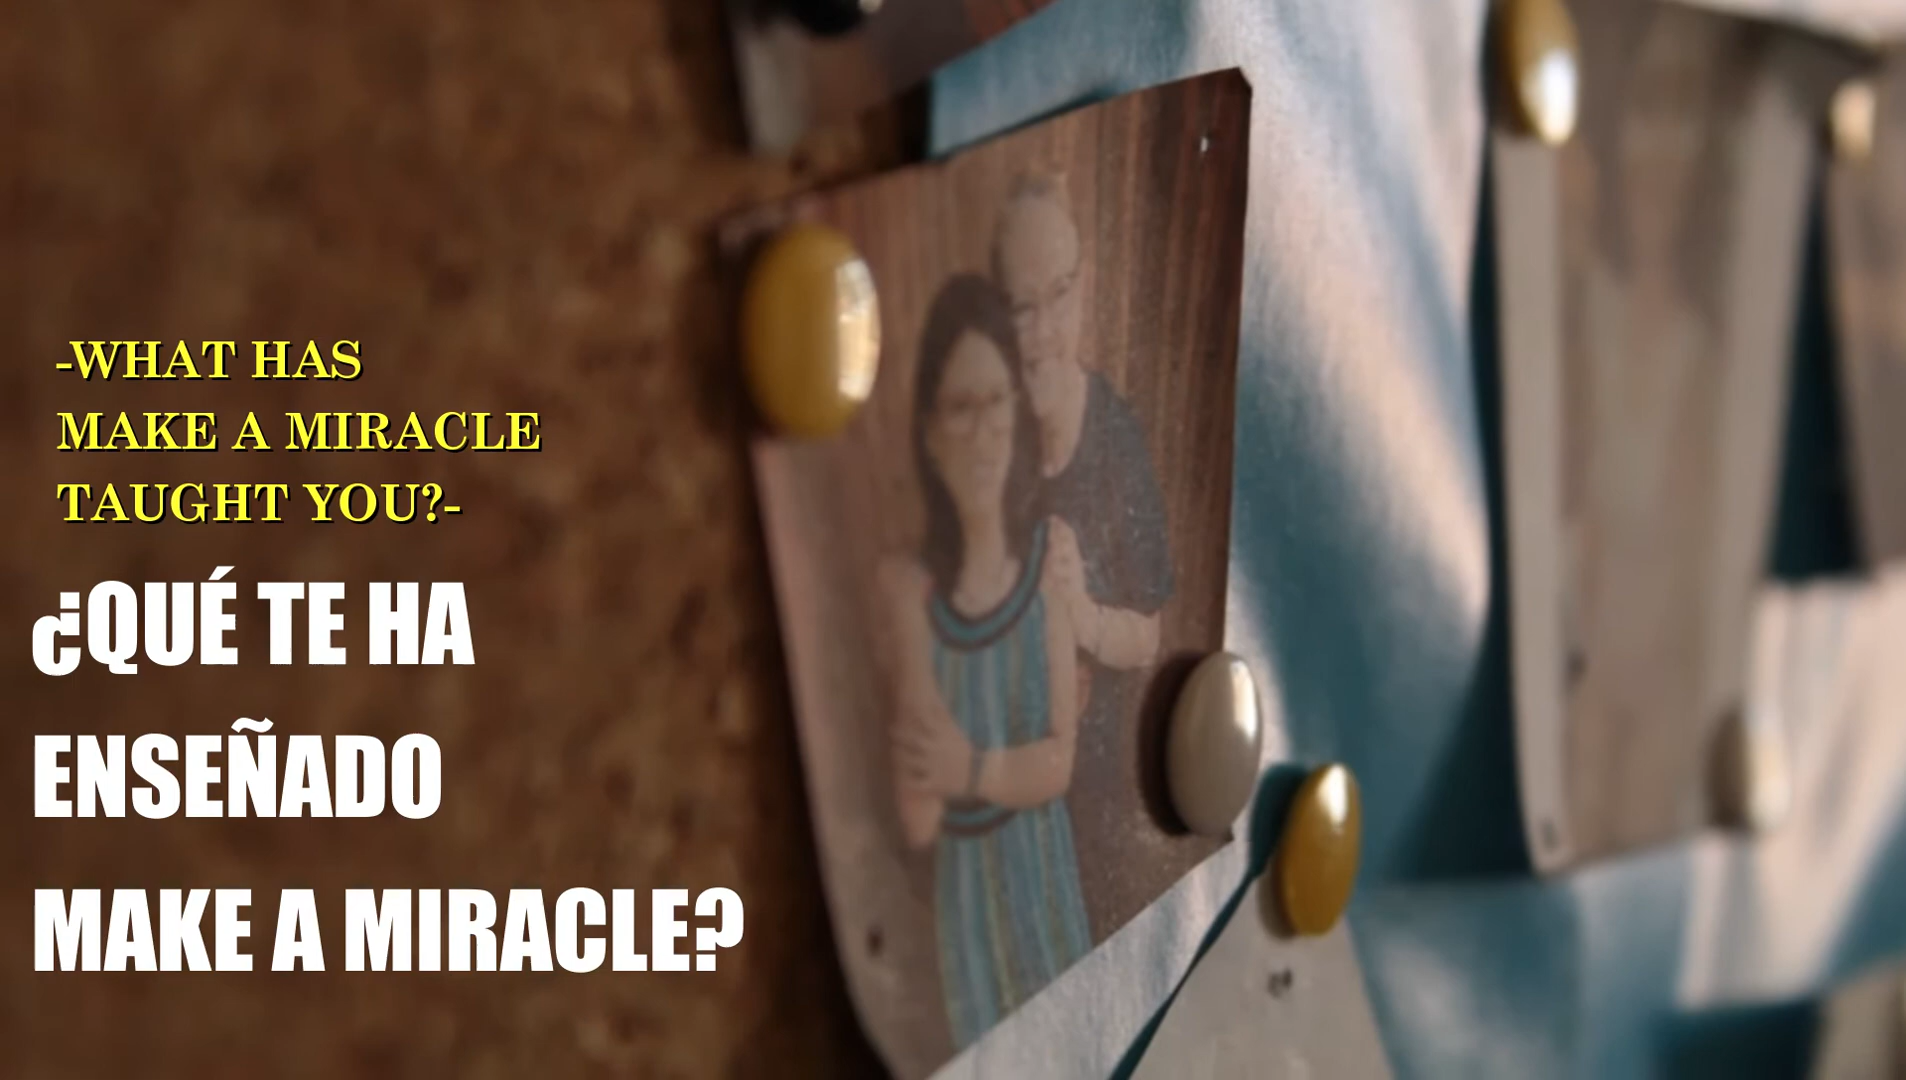 -WHAT HAS
MAKE A MIRACLE
TAUGHT YOU?-
¿QUÉ TE HA
ENSEÑADO
MAKE A MIRACLE?